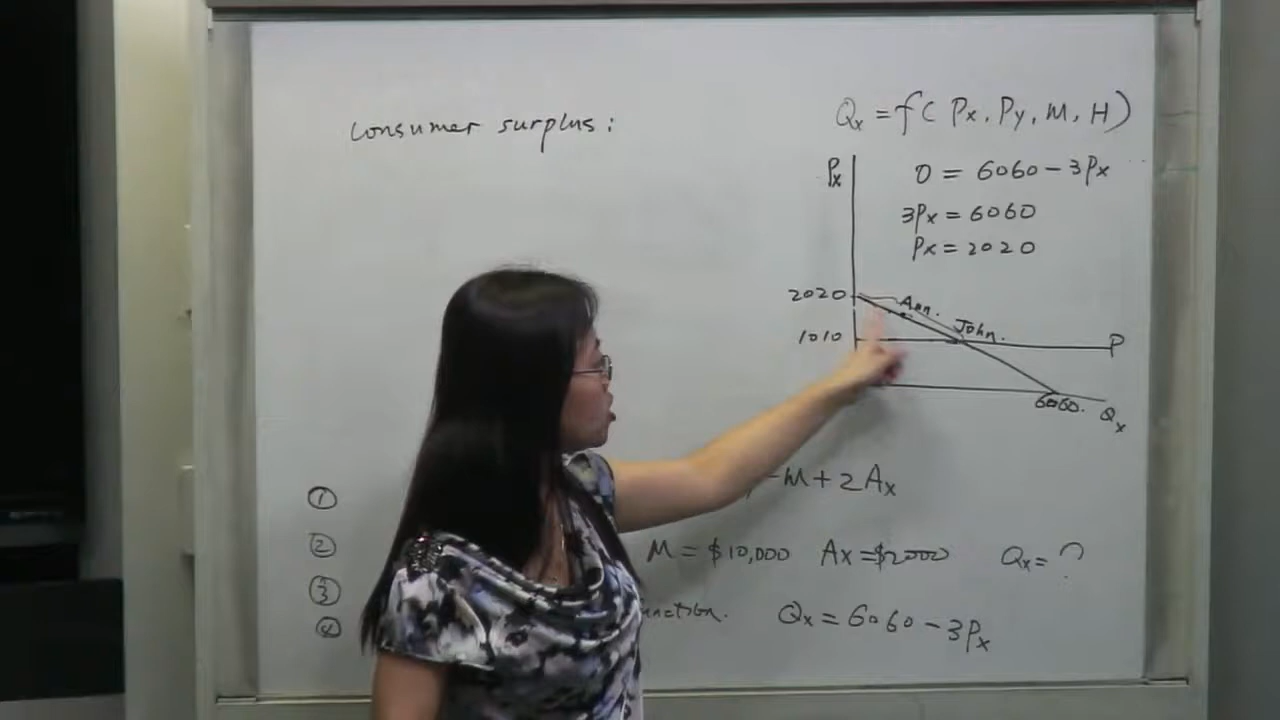 Consumer surplus:
Qx = f( Px, Py, M, H)
Px
0 = 6060 - 3Px
3Px = 6060
Px = 2020
2020
Ann.
John.
1010
P
6060.
Qx
①
-M + 2Ax
②
M = $10,000 Ax = $2000 Qx = ?
③
④
Qx = 6060 - 3Px